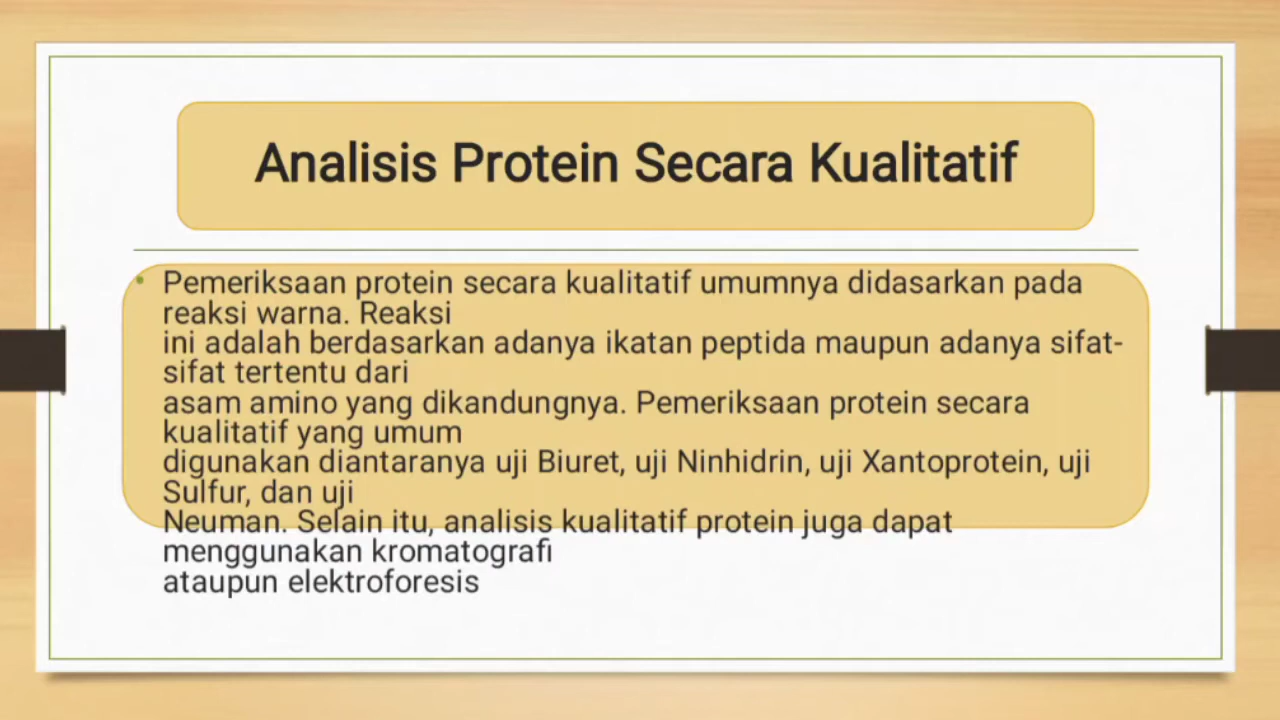 Analisis Protein Secara Kualitatif
• Pemeriksaan protein secara kualitatif umumnya didasarkan pada
reaksi warna. Reaksi
ini adalah berdasarkan adanya ikatan peptida maupun adanya sifat-
sifat tertentu dari
asam amino yang dikandungnya. Pemeriksaan protein secara
kualitatif yang umum
digunakan diantaranya uji Biuret, uji Ninhidrin, uji Xantoprotein, uji
Sulfur, dan uji
Neuman. Selain itu, analisis kualitatif protein juga dapat
menggunakan kromatografi
ataupun elektroforesis